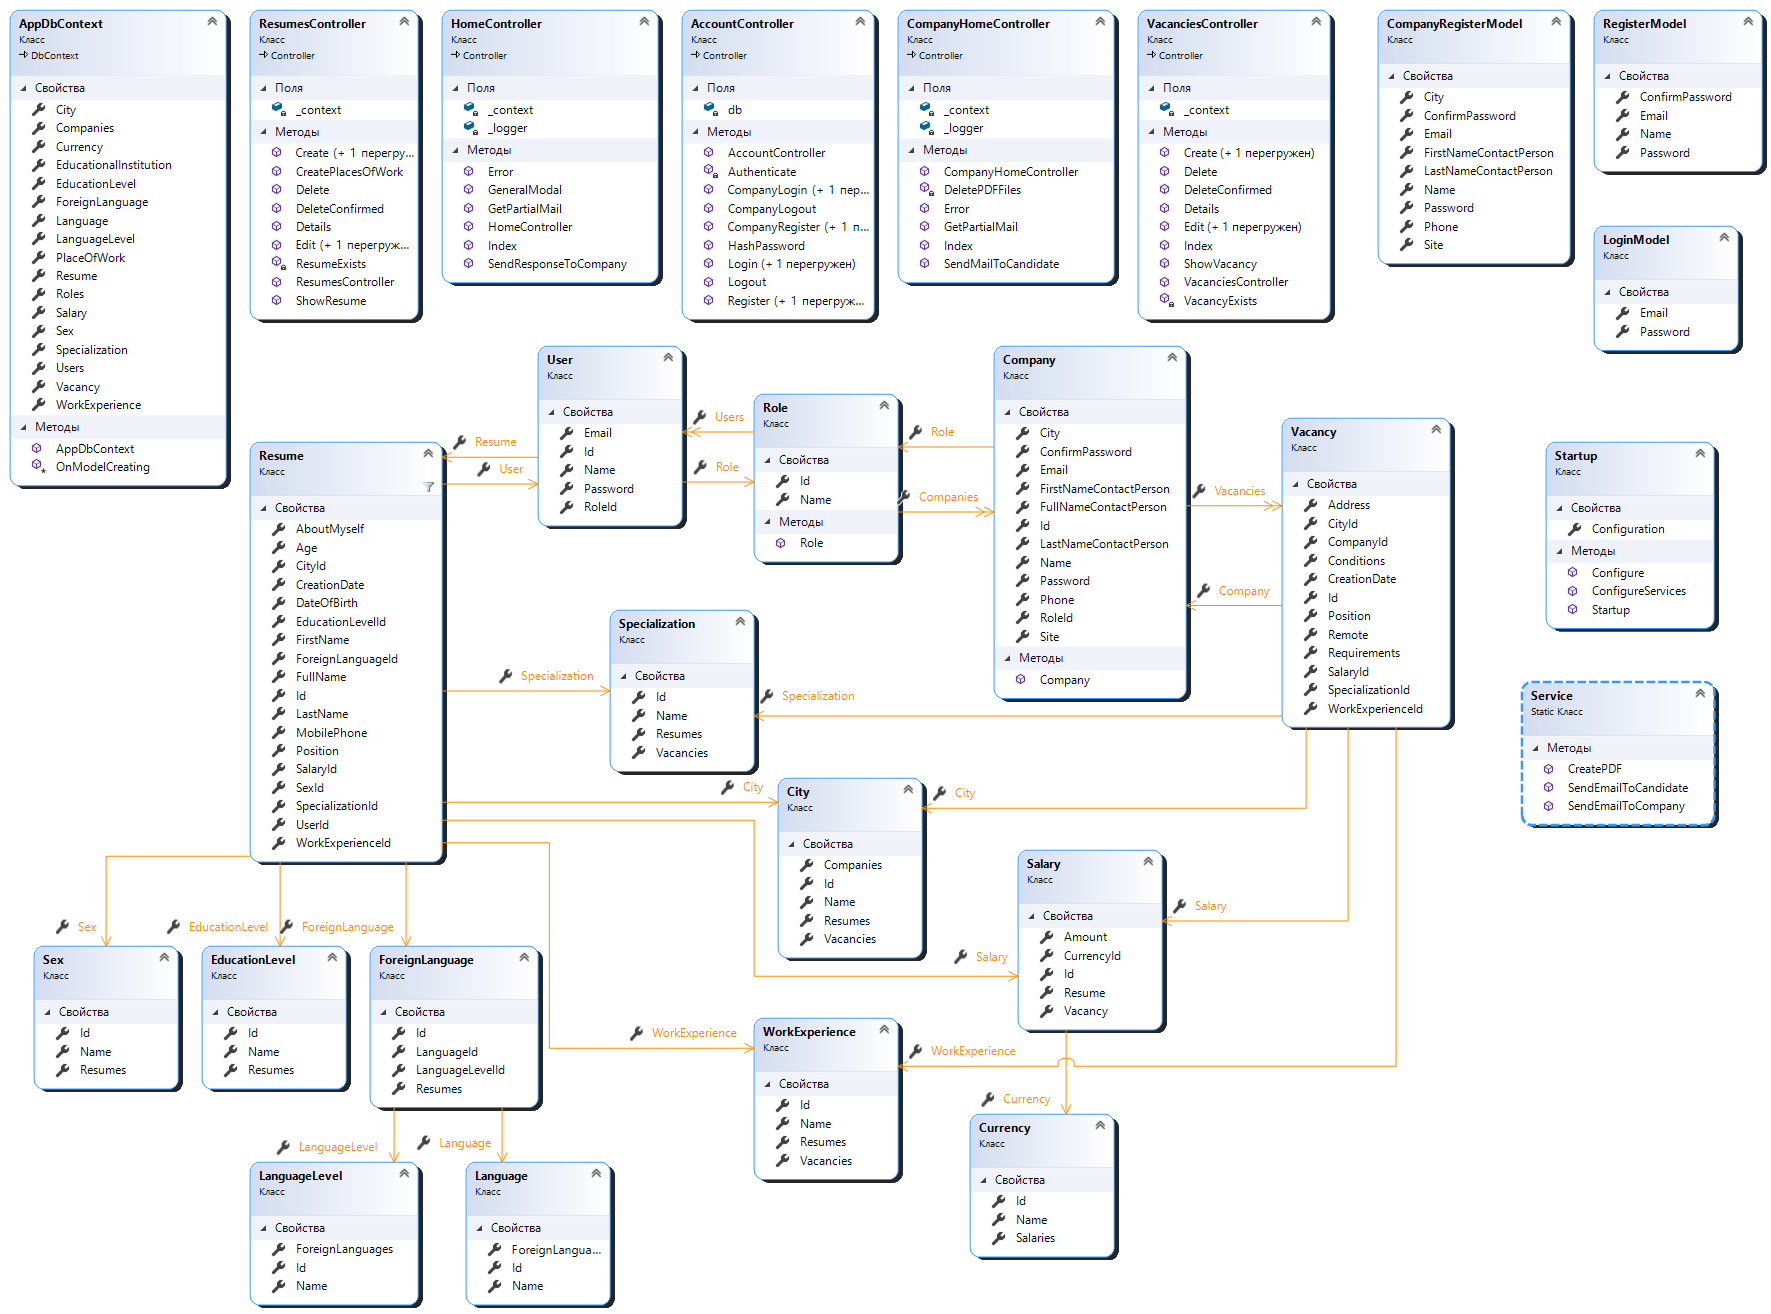 AppDbContext
Класс
DbContext
Свойства
City
Companies
Currency
EducationalInstitution
EducationLevel
ForeignLanguage
Language
LanguageLevel
PlaceOfWork
Resume
Roles
Salary
Sex
Specialization
Users
Vacancy
WorkExperience
Методы
AppDbContext
OnModelCreating
ResumesController
Класс
Controller
Поля
_context
Методы
Create (+ 1 перегру...
CreatePlacesOfWork
Delete
DeleteConfirmed
Details
Edit (+ 1 перегруж...
ResumeExists
ResumesController
ShowResume
HomeController
Класс
Controller
Поля
_context
_logger
Методы
Error
GeneralModal
GetPartialMail
HomeController
Index
SendResponseToCompany
AccountController
Класс
Controller
Поля
db
Методы
AccountController
Authenticate
CompanyLogin (+ 1 пер...
CompanyLogout
CompanyRegister (+ 1 п...
HashPassword
Login (+ 1 перегружен)
Logout
Register (+ 1 перегруж...
CompanyHomeController
Класс
Controller
Поля
_context
_logger
Методы
CompanyHomeController
DeletePDFFiles
Error
GetPartialMail
Index
SendMailToCandidate
VacanciesController
Класс
Controller
Поля
_context
Методы
Create (+ 1 перегружен)
Delete
DeleteConfirmed
Details
Edit (+ 1 перегружен)
Index
ShowVacancy
VacanciesController
VacancyExists
CompanyRegisterModel
Класс
Свойства
City
ConfirmPassword
Email
FirstNameContactPerson
LastNameContactPerson
Name
Password
Phone
Site
RegisterModel
Класс
Свойства
ConfirmPassword
Email
Name
Password
LoginModel
Класс
Свойства
Email
Password
User
Класс
Свойства
Email
Id
Name
Password
RoleId
Resume
User
Users
Role
Role
Класс
Свойства
Id
Name
Методы
Role
Role
Companies
Company
Класс
Свойства
City
ConfirmPassword
Email
FirstNameContactPerson
FullNameContactPerson
Id
LastNameContactPerson
Name
Password
Phone
RoleId
Site
Методы
Company
Vacancies
Company
Vacancy
Класс
Свойства
Address
CityId
CompanyId
Conditions
CreationDate
Id
Position
Remote
Requirements
SalaryId
SpecializationId
WorkExperienceId
Startup
Класс
Свойства
Configuration
Методы
Configure
ConfigureServices
Startup
Service
Static Класс
Методы
CreatePDF
SendEmailToCandidate
SendEmailToCompany
Resume
Класс
Свойства
AboutMyself
Age
CityId
CreationDate
DateOfBirth
EducationLevelId
FirstName
ForeignLanguageId
FullName
Id
LastName
MobilePhone
Position
SalaryId
SexId
SpecializationId
UserId
WorkExperienceId
Specialization
Specialization
Класс
Свойства
Id
Name
Resumes
Vacancies
Specialization
City
City
Класс
Свойства
Companies
Id
Name
Resumes
Vacancies
City
Salary
Salary
Класс
Свойства
Amount
CurrencyId
Id
Resume
Vacancy
Salary
Sex
EducationLevel
ForeignLanguage
Sex
Класс
Свойства
Id
Name
Resumes
EducationLevel
Класс
Свойства
Id
Name
Resumes
ForeignLanguage
Класс
Свойства
Id
LanguageId
LanguageLevelId
Resumes
WorkExperience
WorkExperience
Класс
Свойства
Id
Name
Resumes
Vacancies
WorkExperience
Currency
Currency
Класс
Свойства
Id
Name
Salaries
LanguageLevel
Language
LanguageLevel
Класс
Свойства
ForeignLanguages
Id
Name
Language
Класс
Свойства
ForeignLangua...
Id
Name